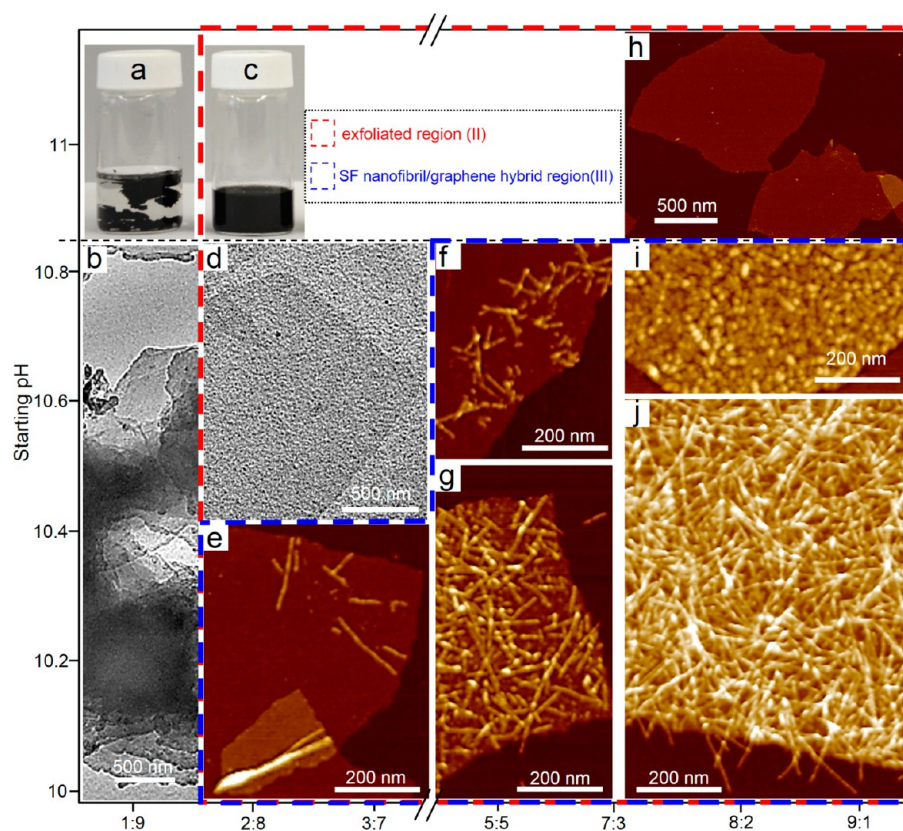 a
c
h
exfoliated region (II)
SF nanofibril/graphene hybrid region(III)
11
500 nm
10.8
b
d
f
i
200 nm
10.6
j
Starting pH
200 nm
500 nm
g
10.4
e
10.2
500 nm
200 nm
200 nm
200 nm
10
1:9
2:8
3:7
5:5
7:3
8:2
9:1